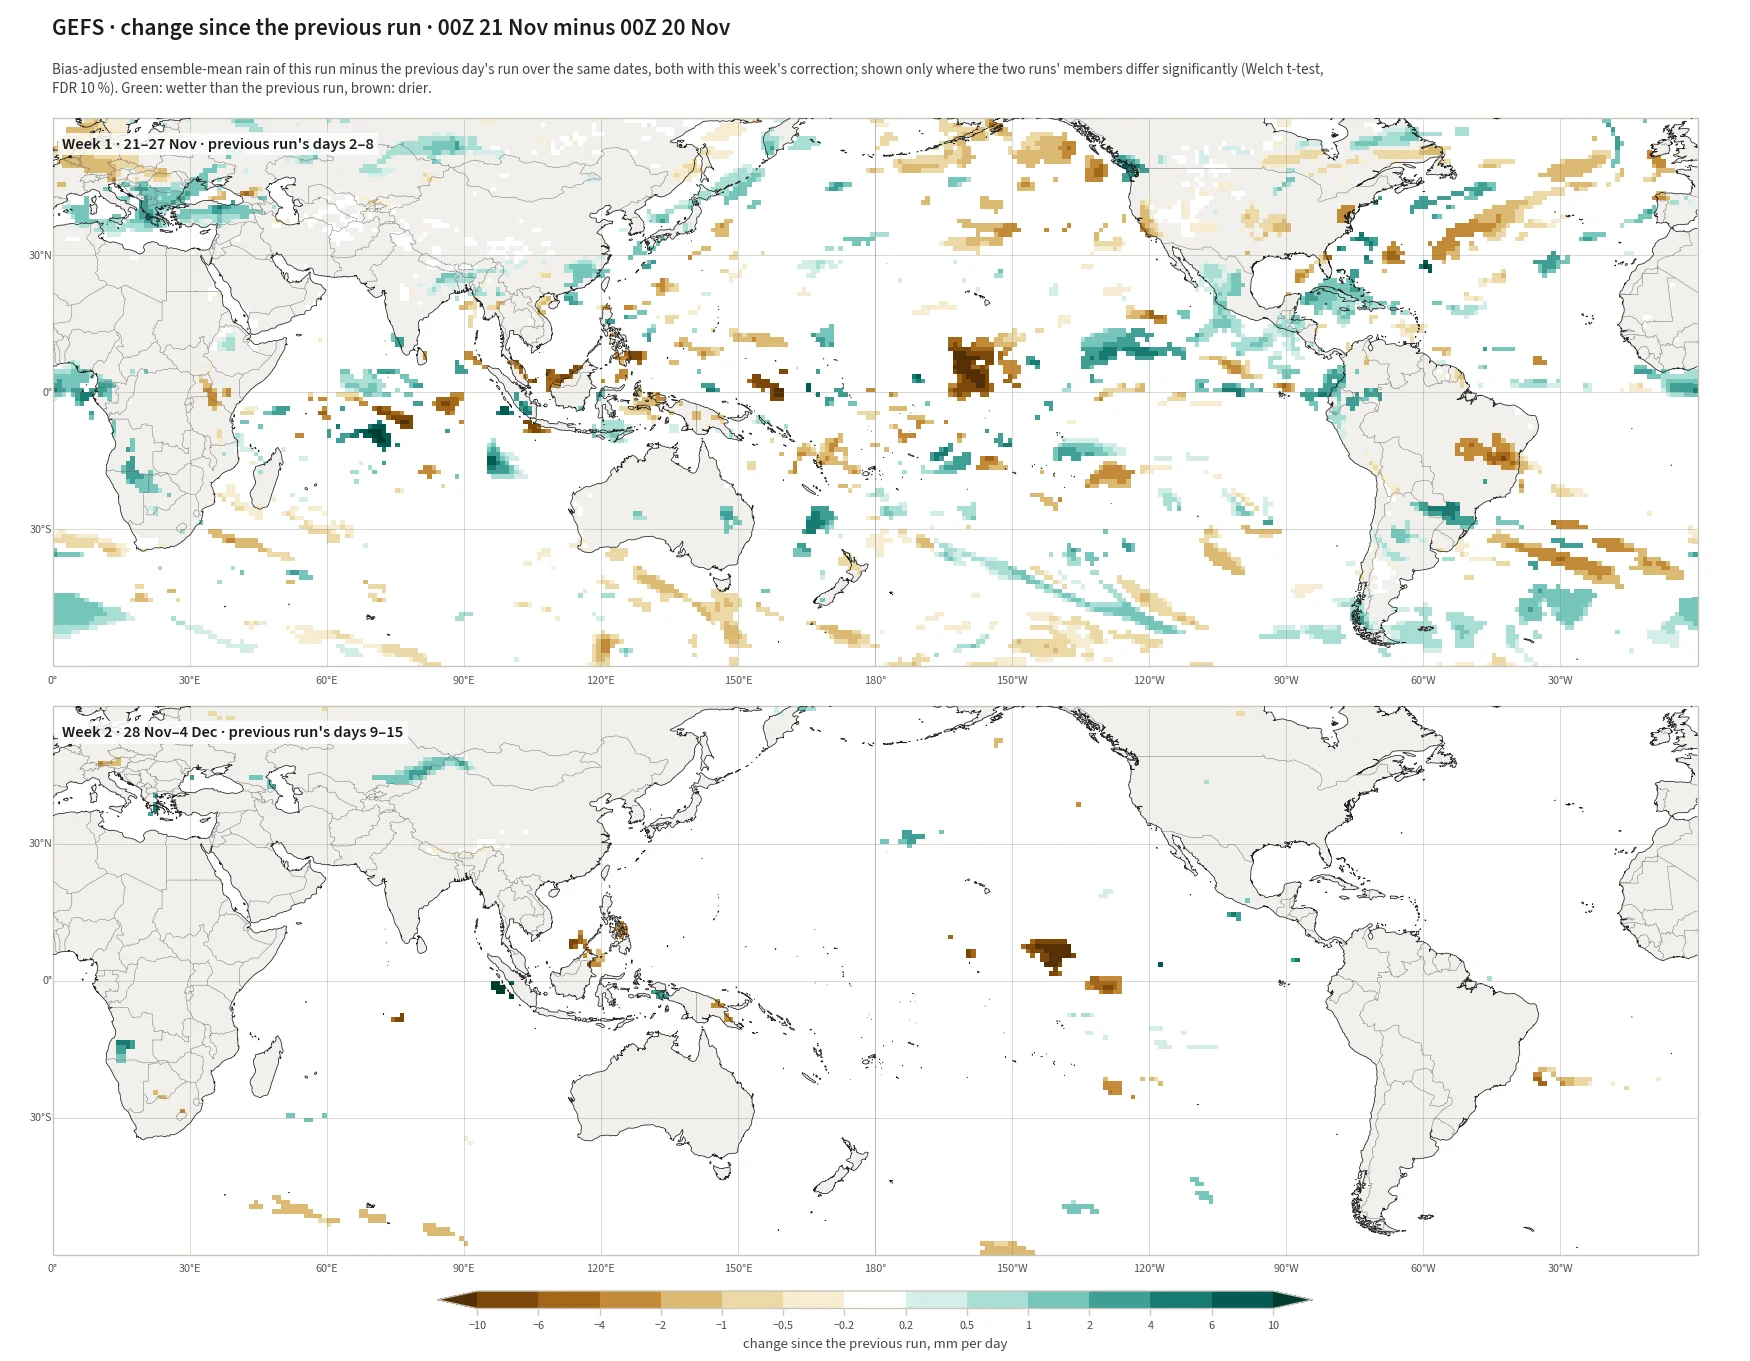 GEFS · change since the previous run · 00Z 21 Nov minus 00Z 20 Nov
Bias-adjusted ensemble-mean rain of this run minus the previous day's run over the same dates, both with this week's correction; shown only where the two runs' members differ significantly (Welch t-test,
FDR 10 %). Green: wetter than the previous run, brown: drier.
Week 1 · 21–27 Nov · previous run's days 2–8
30°N
0°
30°S
0° 30°E 60°E 90°E 120°E 150°E 180° 150°W 120°W 90°W 60°W 30°W
Week 2 · 28 Nov–4 Dec · previous run's days 9–15
30°N
0°
30°S
0° 30°E 60°E 90°E 120°E 150°E 180° 150°W 120°W 90°W 60°W 30°W
−10 −6 −4 −2 −1 −0.5 −0.2 0.2 0.5 1 2 4 6 10
change since the previous run, mm per day